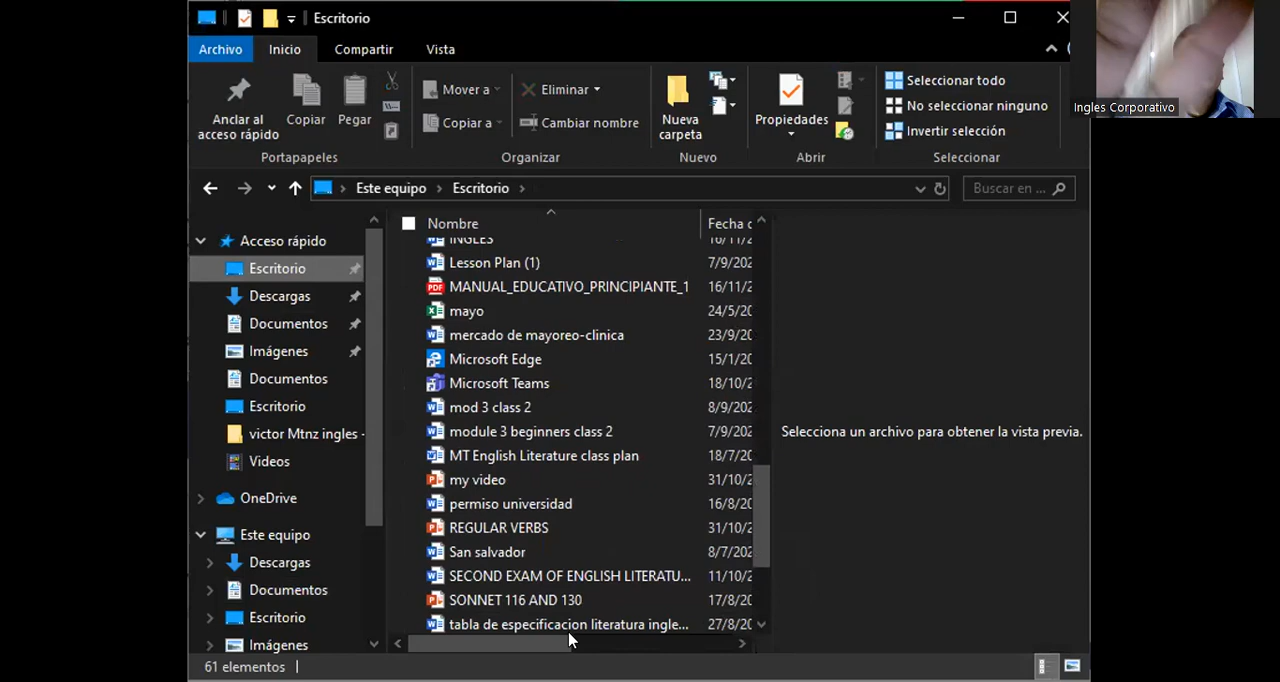 Escritorio
Archivo Inicio Compartir Vista
Anclar al acceso rápido
Copiar
Pegar
Portapapeles
Mover a
Copiar a
Eliminar
Cambiar nombre
Organizar
Nueva carpeta
Nuevo
Propiedades
Abrir
Seleccionar todo
No seleccionar ninguno
Invertir selección
Seleccionar
Ingles Corporativo
Este equipo > Escritorio >
Buscar en ...
Acceso rápido
Escritorio
Descargas
Documentos
Imágenes
Documentos
Escritorio
victor Mtnz ingles -
Videos
OneDrive
Este equipo
Descargas
Documentos
Escritorio
Imágenes
Nombre Fecha
INGLES 16/11/2
Lesson Plan (1) 7/9/202
MANUAL_EDUCATIVO_PRINCIPIANTE_1 16/11/2
mayo 24/5/20
mercado de mayoreo-clinica 23/9/20
Microsoft Edge 15/1/20
Microsoft Teams 18/10/2
mod 3 class 2 8/9/202
module 3 beginners class 2 7/9/202
MT English Literature class plan 18/7/20
my video 31/10/2
permiso universidad 16/8/20
REGULAR VERBS 31/10/2
San salvador 8/7/202
SECOND EXAM OF ENGLISH LITERATU... 11/10/2
SONNET 116 AND 130 17/8/20
tabla de especificacion literatura ingle... 27/8/20
Selecciona un archivo para obtener la vista previa.
61 elementos